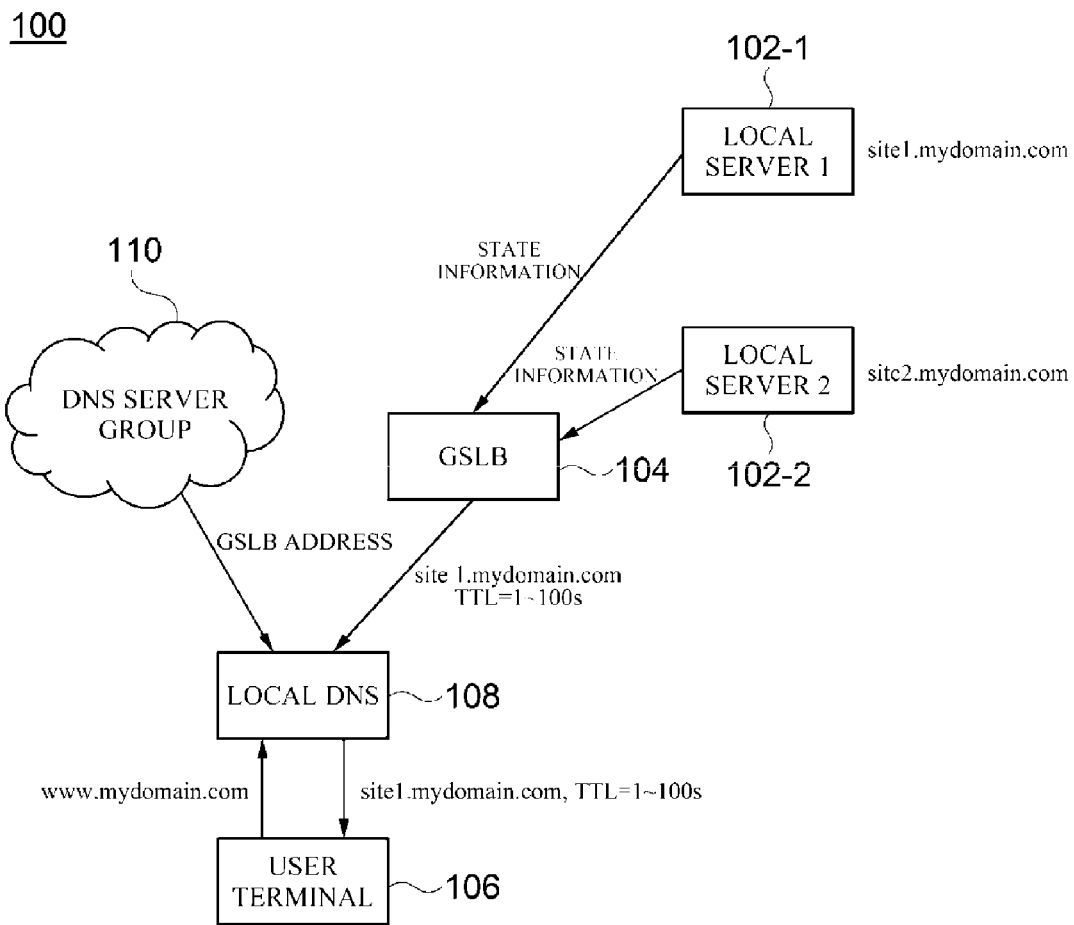 100
102-1
LOCAL
SERVER 1
site1.mydomain.com
STATE
INFORMATION
110
DNS SERVER
GROUP
STATE
INFORMATION
LOCAL
SERVER 2
site2.mydomain.com
102-2
GSLB
104
GSLB ADDRESS
site 1.mydomain.com
TTL=1~100s
LOCAL DNS
108
www.mydomain.com
site1.mydomain.com, TTL=1~100s
USER
TERMINAL
106